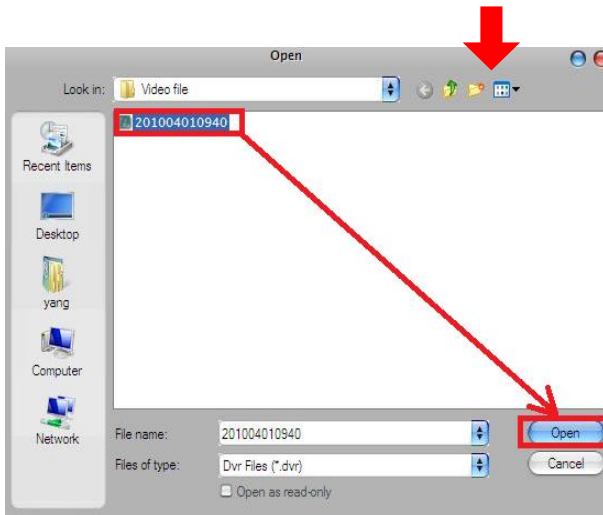 Open
Look in: Video file
201004010940
Recent Items
Desktop
yang
Computer
Network
File name: 201004010940 Open
Files of type: Dvr Files (*.dvr) Cancel
Open as read-only